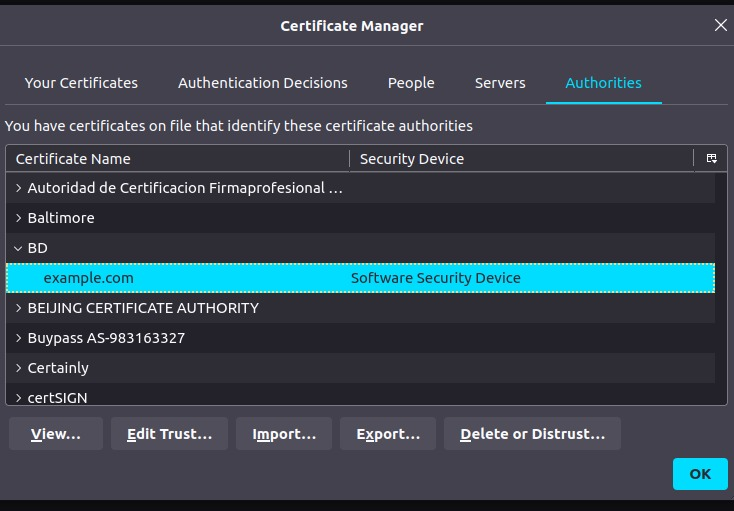 Certificate Manager
Your Certificates Authentication Decisions People Servers Authorities
You have certificates on file that identify these certificate authorities
Certificate Name Security Device
Autoridad de Certificacion Firmaprofesional ...
Baltimore
BD
example.com Software Security Device
BEIJING CERTIFICATE AUTHORITY
Buypass AS-983163327
Certainly
certSIGN
View... Edit Trust... Import... Export... Delete or Distrust...
OK